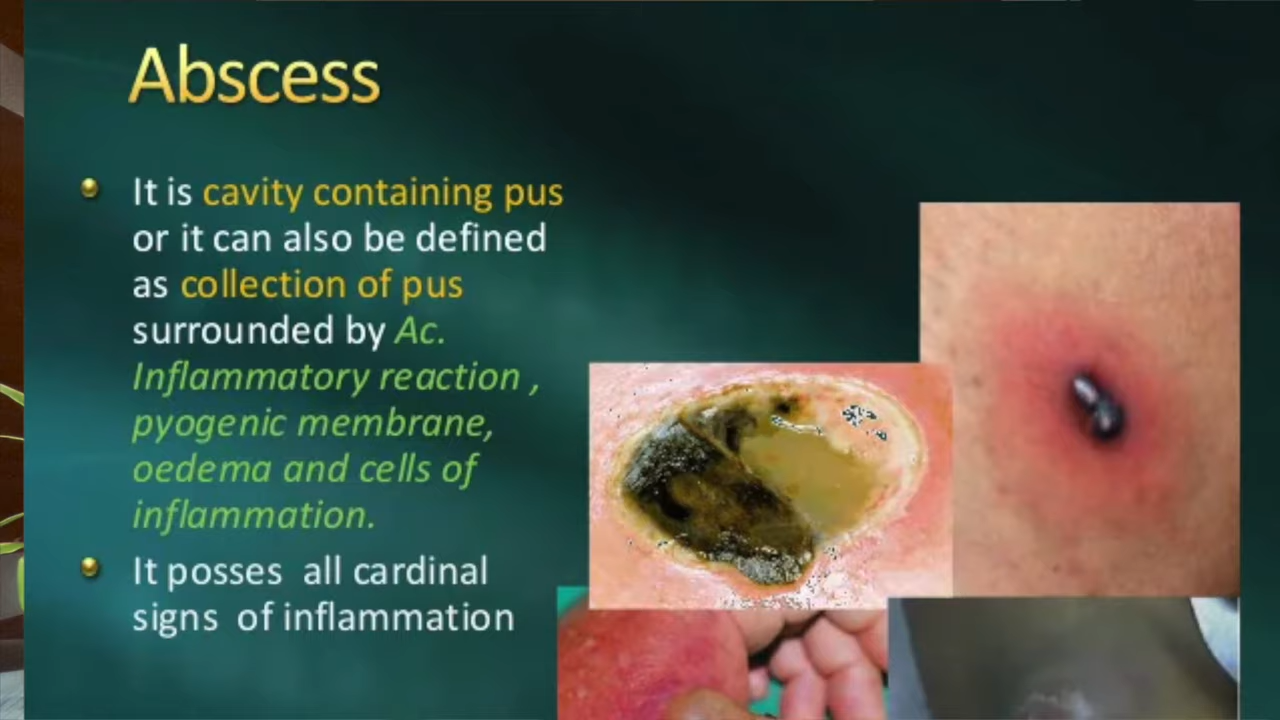 Abscess
It is cavity containing pus
or it can also be defined
as collection of pus
surrounded by Ac.
Inflammatory reaction ,
pyogenic membrane,
oedema and cells of
inflammation.
It posses all cardinal
signs of inflammation